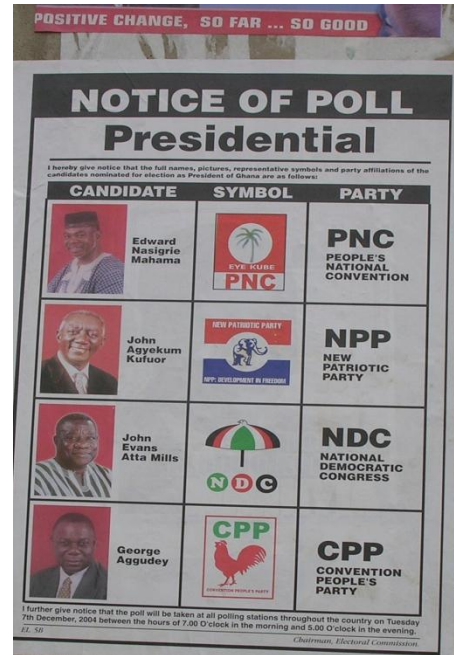 POSITIVE CHANGE, SO FAR ... SO GOOD
NOTICE OF POLL
Presidential
I hereby give notice that the full names, pictures, representative symbols and party affiliations of the
candidates nominated for election as President of Ghana are as follows:
CANDIDATE SYMBOL PARTY
Edward
Nasigrie
Mahama
EYE KUBE
PNC
PNC
PEOPLE'S
NATIONAL
CONVENTION
John
Agyekum
Kufuor
NEW PATRIOTIC PARTY
NPP: DEVELOPMENT IN FREEDOM
NPP
NEW
PATRIOTIC
PARTY
John
Evans
Atta Mills
NDC
NDC
NATIONAL
DEMOCRATIC
CONGRESS
George
Aggudey
CPP
CONVENTION PEOPLE'S PARTY
CPP
CONVENTION
PEOPLE'S
PARTY
I further give notice that the poll will be taken at all polling stations throughout the country on Tuesday
7th December, 2004 between the hours of 7.00 O'clock in the morning and 5.00 O'clock in the evening.
EL 5B
Chairman, Electoral Commission